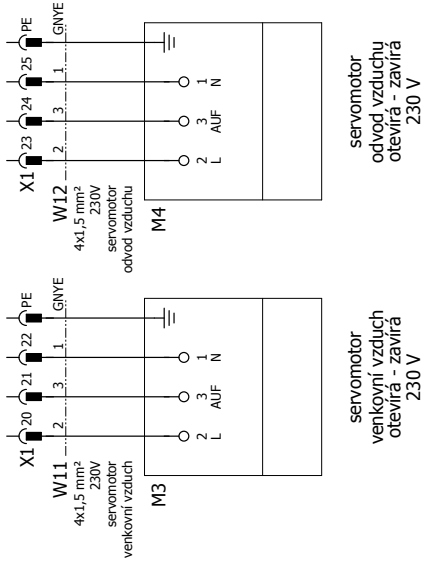 X1 20 21 22 PE
W11 2 3 1 GNYE
4x1,5 mm²
230V
servomotor
venkovní vzduch
M3
2 3 1
L AUF N
servomotor
venkovní vzduch
otevírá - zavírá
230 V
X1 23 24 25 PE
W12 2 3 1 GNYE
4x1,5 mm²
230V
servomotor
odvod vzduchu
M4
2 3 1
L AUF N
servomotor
odvod vzduchu
otevírá - zavírá
230 V